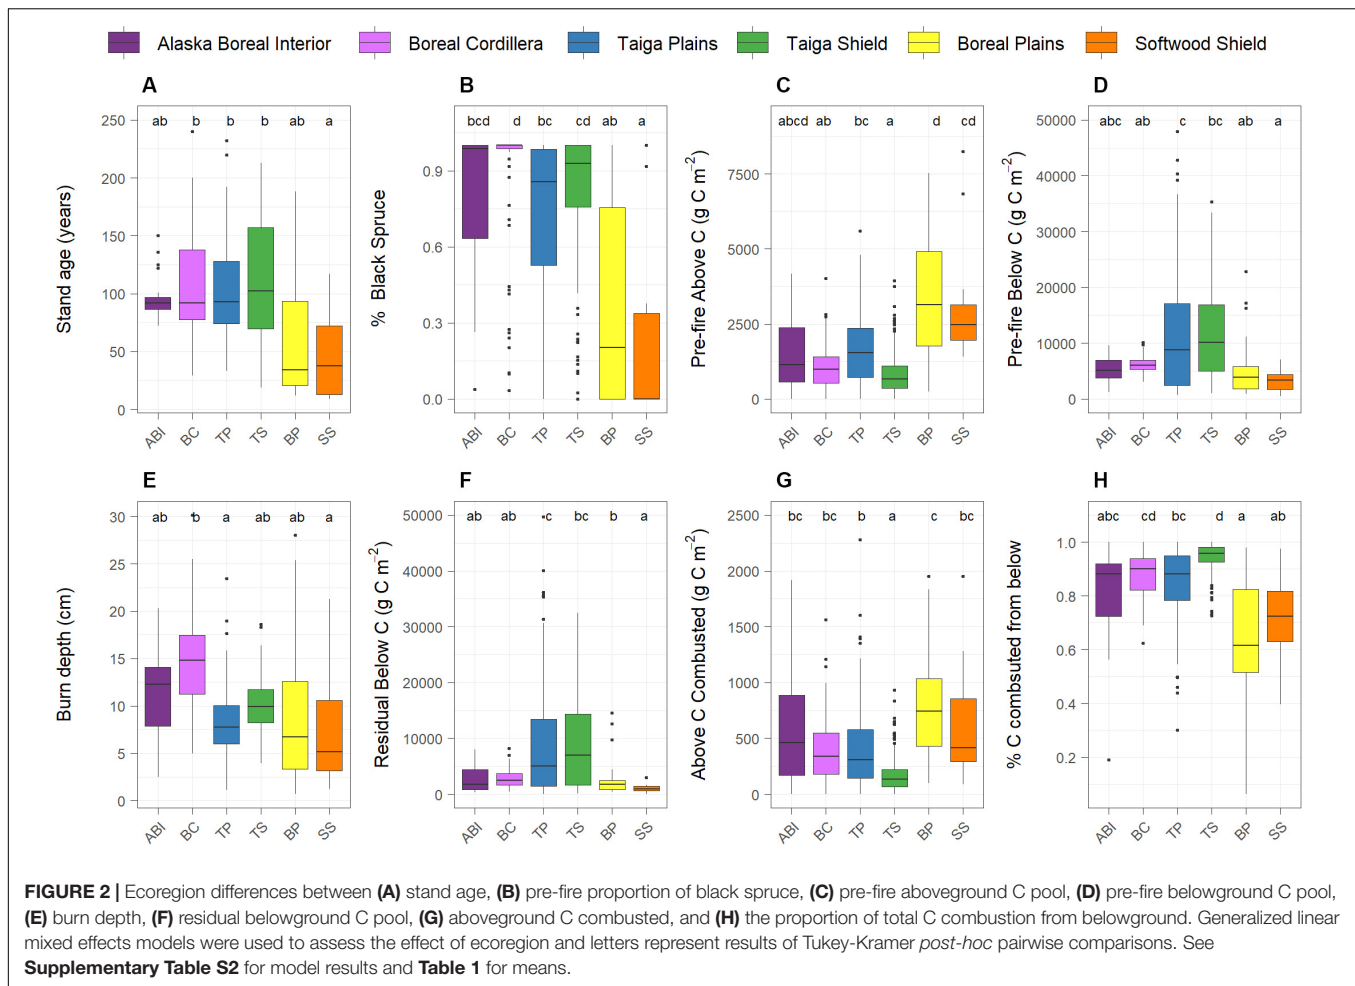 Alaska Boreal Interior Boreal Cordillera Taiga Plains Taiga Shield Boreal Plains Softwood Shield
A
Stand age (years)
250
200
150
100
50
0
ab b b b ab a
ABI BC TP TS BP SS
B
% Black Spruce
0.9
0.6
0.3
0.0
bcd d bc cd ab a
ABI BC TP TS BP SS
C
Pre-fire Above C (g C m−2)
7500
5000
2500
0
abcd ab bc a d cd
ABI BC TP TS BP SS
D
Pre-fire Below C (g C m−2)
50000
40000
30000
20000
10000
0
abc ab c bc ab a
ABI BC TP TS BP SS
E
Burn depth (cm)
30
25
20
15
10
5
0
ab b a ab ab a
ABI BC TP TS BP SS
F
Residual Below C (g C m−2)
50000
40000
30000
20000
10000
0
ab ab c bc b a
ABI BC TP TS BP SS
G
Above C Combusted (g C m−2)
2500
2000
1500
1000
500
0
bc bc b a c bc
ABI BC TP TS BP SS
H
% C combsuted from below
1.0
0.8
0.6
0.4
0.2
abc cd bc d a ab
ABI BC TP TS BP SS
FIGURE 2 | Ecoregion differences between (A) stand age, (B) pre-fire proportion of black spruce, (C) pre-fire aboveground C pool, (D) pre-fire belowground C pool,
(E) burn depth, (F) residual belowground C pool, (G) aboveground C combusted, and (H) the proportion of total C combustion from belowground. Generalized linear
mixed effects models were used to assess the effect of ecoregion and letters represent results of Tukey-Kramer post-hoc pairwise comparisons. See
Supplementary Table S2 for model results and Table 1 for means.